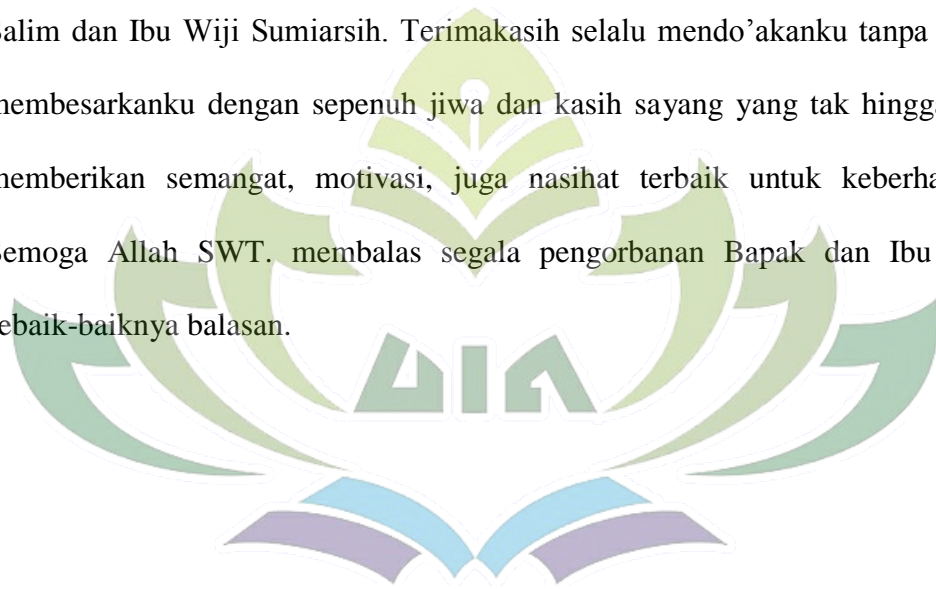 Salim dan Ibu Wiji Sumiarsih. Terimakasih selalu mendo’akanku tanpa
membesarkanku dengan sepenuh jiwa dan kasih sayang yang tak hingga
memberikan semangat, motivasi, juga nasihat terbaik untuk
Semoga Allah SWT. membalas segala pengorbanan Bapak dan Ibu
sebaik-baiknya balasan.
UIN